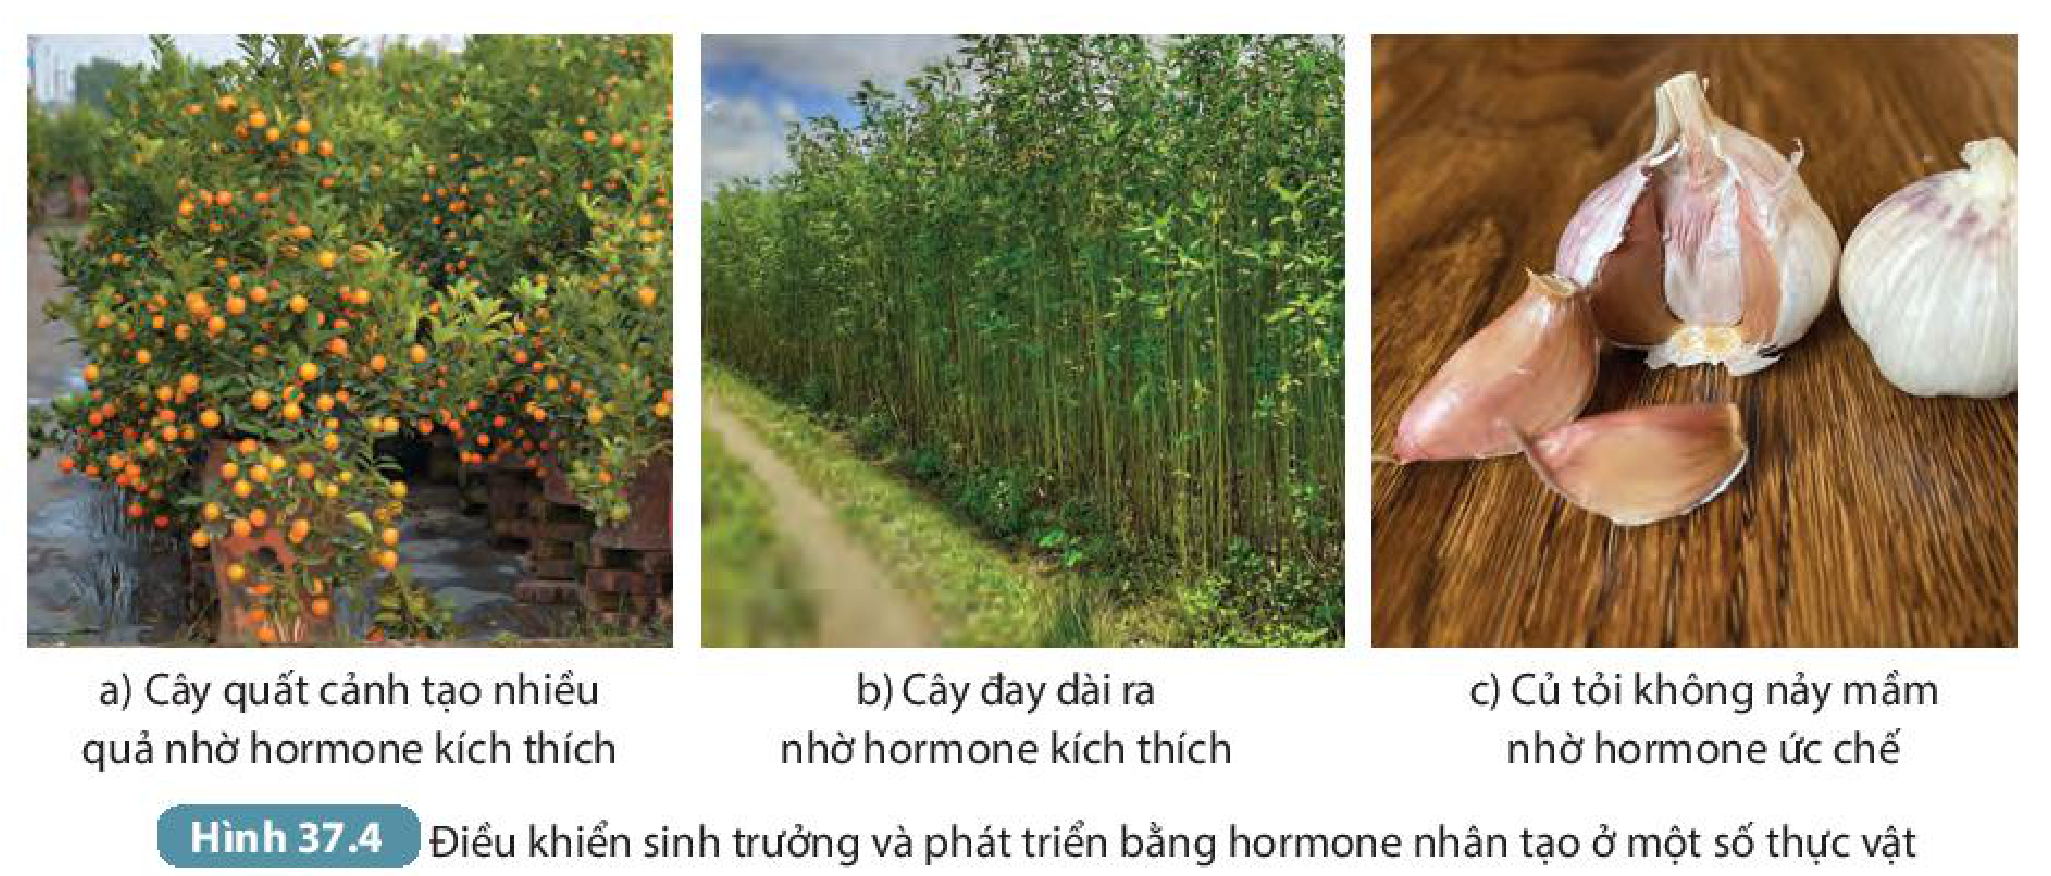 a) Cây quất cảnh tạo nhiều
quả nhờ hormone kích thích
b) Cây đay dài ra
nhờ hormone kích thích
c) Củ tỏi không nảy mầm
nhờ hormone ức chế
Hình 37.4 Điều khiển sinh trưởng và phát triển bằng hormone nhân tạo ở một số thực vật